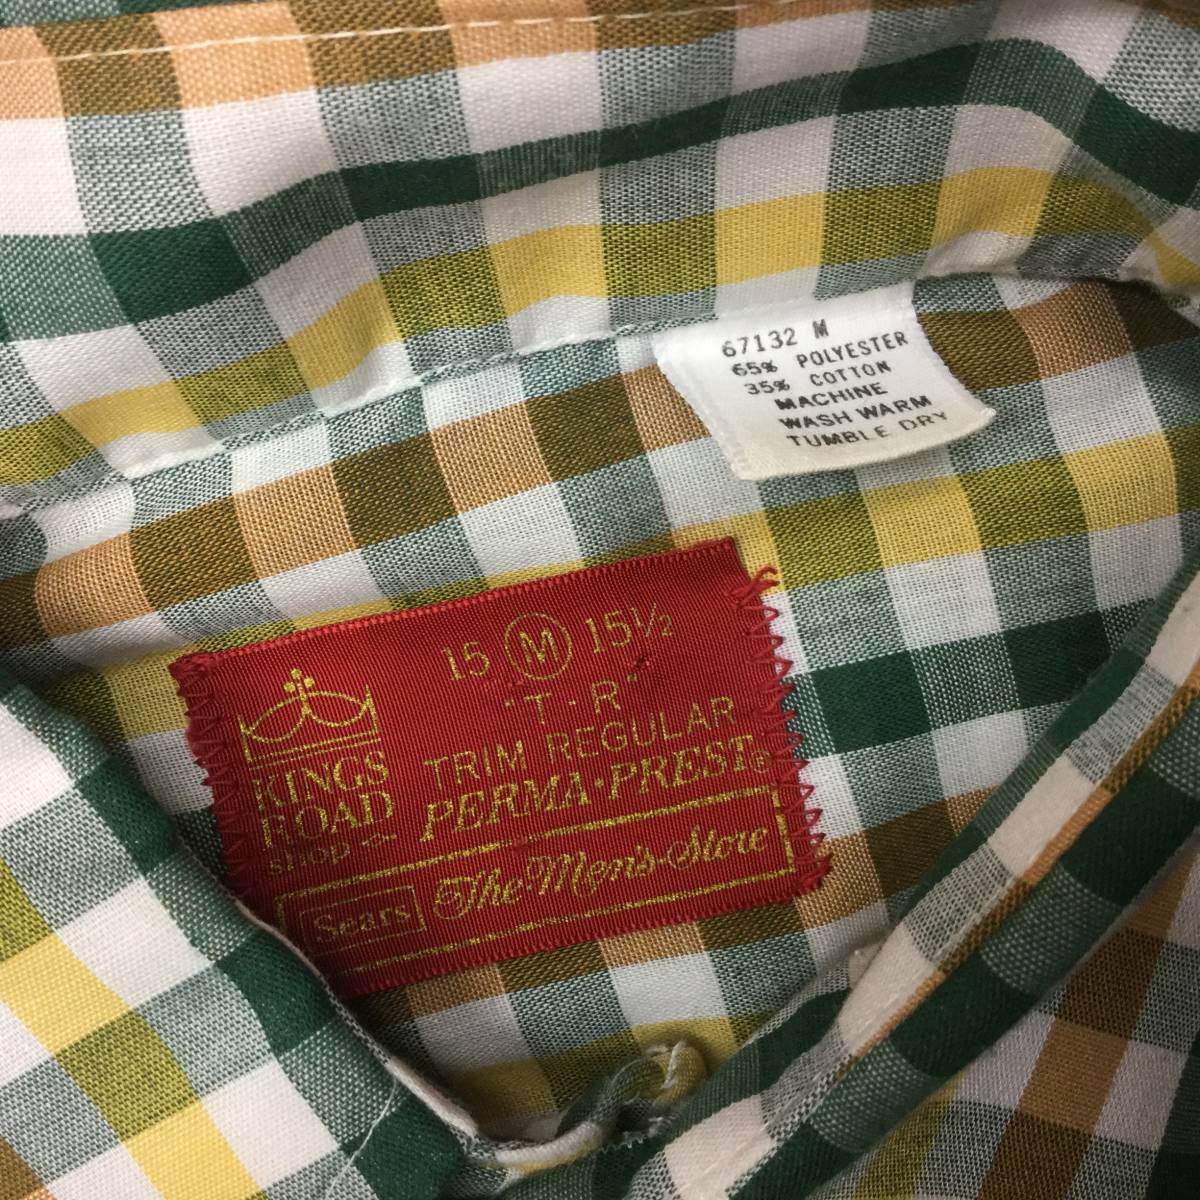 67132 M
65% POLYESTER
35% COTTON
MACHINE
WASH WARM
TUMBLE DRY
15 M 15½
"T-R"
TRIM REGULAR
PERMA·PREST®
KINGS
ROAD
shop
Sears
The Men's Store